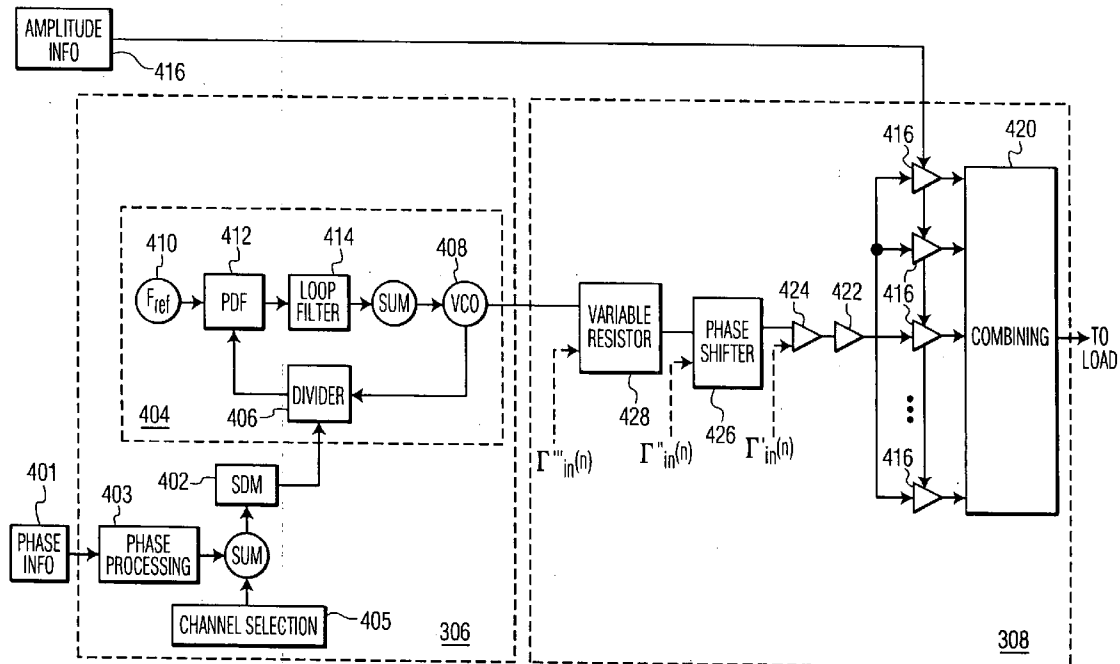 AMPLITUDE
INFO
416
410
F_ref
412
PDF
414
LOOP
FILTER
SUM
408
VCO
DIVIDER
406
404
402
SDM
401
PHASE
INFO
403
PHASE
PROCESSING
SUM
CHANNEL SELECTION
405
306
VARIABLE
RESISTOR
428
PHASE
SHIFTER
426
424
422
Γ'''in(n)
Γ''in(n)
Γ'in(n)
416
416
416
416
420
COMBINING
TO
LOAD
308